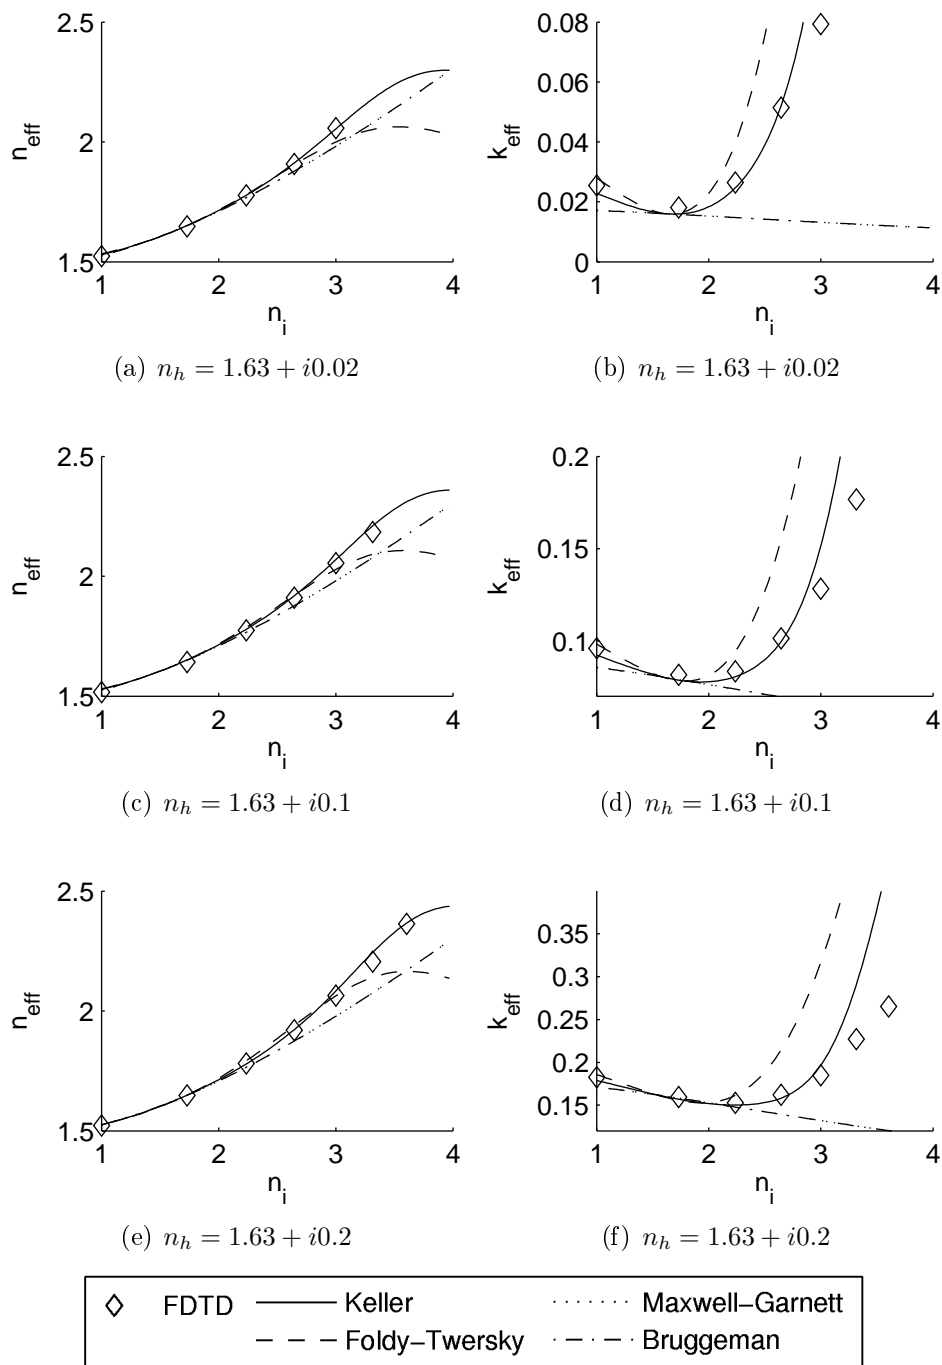 2.5
2
1.5
n_eff
1 2 3 4
n_i
(a) n_h = 1.63 + i0.02
0.08
0.06
0.04
0.02
0
k_eff
1 2 3 4
n_i
(b) n_h = 1.63 + i0.02
2.5
2
1.5
n_eff
1 2 3 4
n_i
(c) n_h = 1.63 + i0.1
0.2
0.15
0.1
k_eff
1 2 3 4
n_i
(d) n_h = 1.63 + i0.1
2.5
2
1.5
n_eff
1 2 3 4
n_i
(e) n_h = 1.63 + i0.2
0.35
0.3
0.25
0.2
0.15
k_eff
1 2 3 4
n_i
(f) n_h = 1.63 + i0.2
FDTD
Keller
Maxwell-Garnett
Foldy-Twersky
Bruggeman